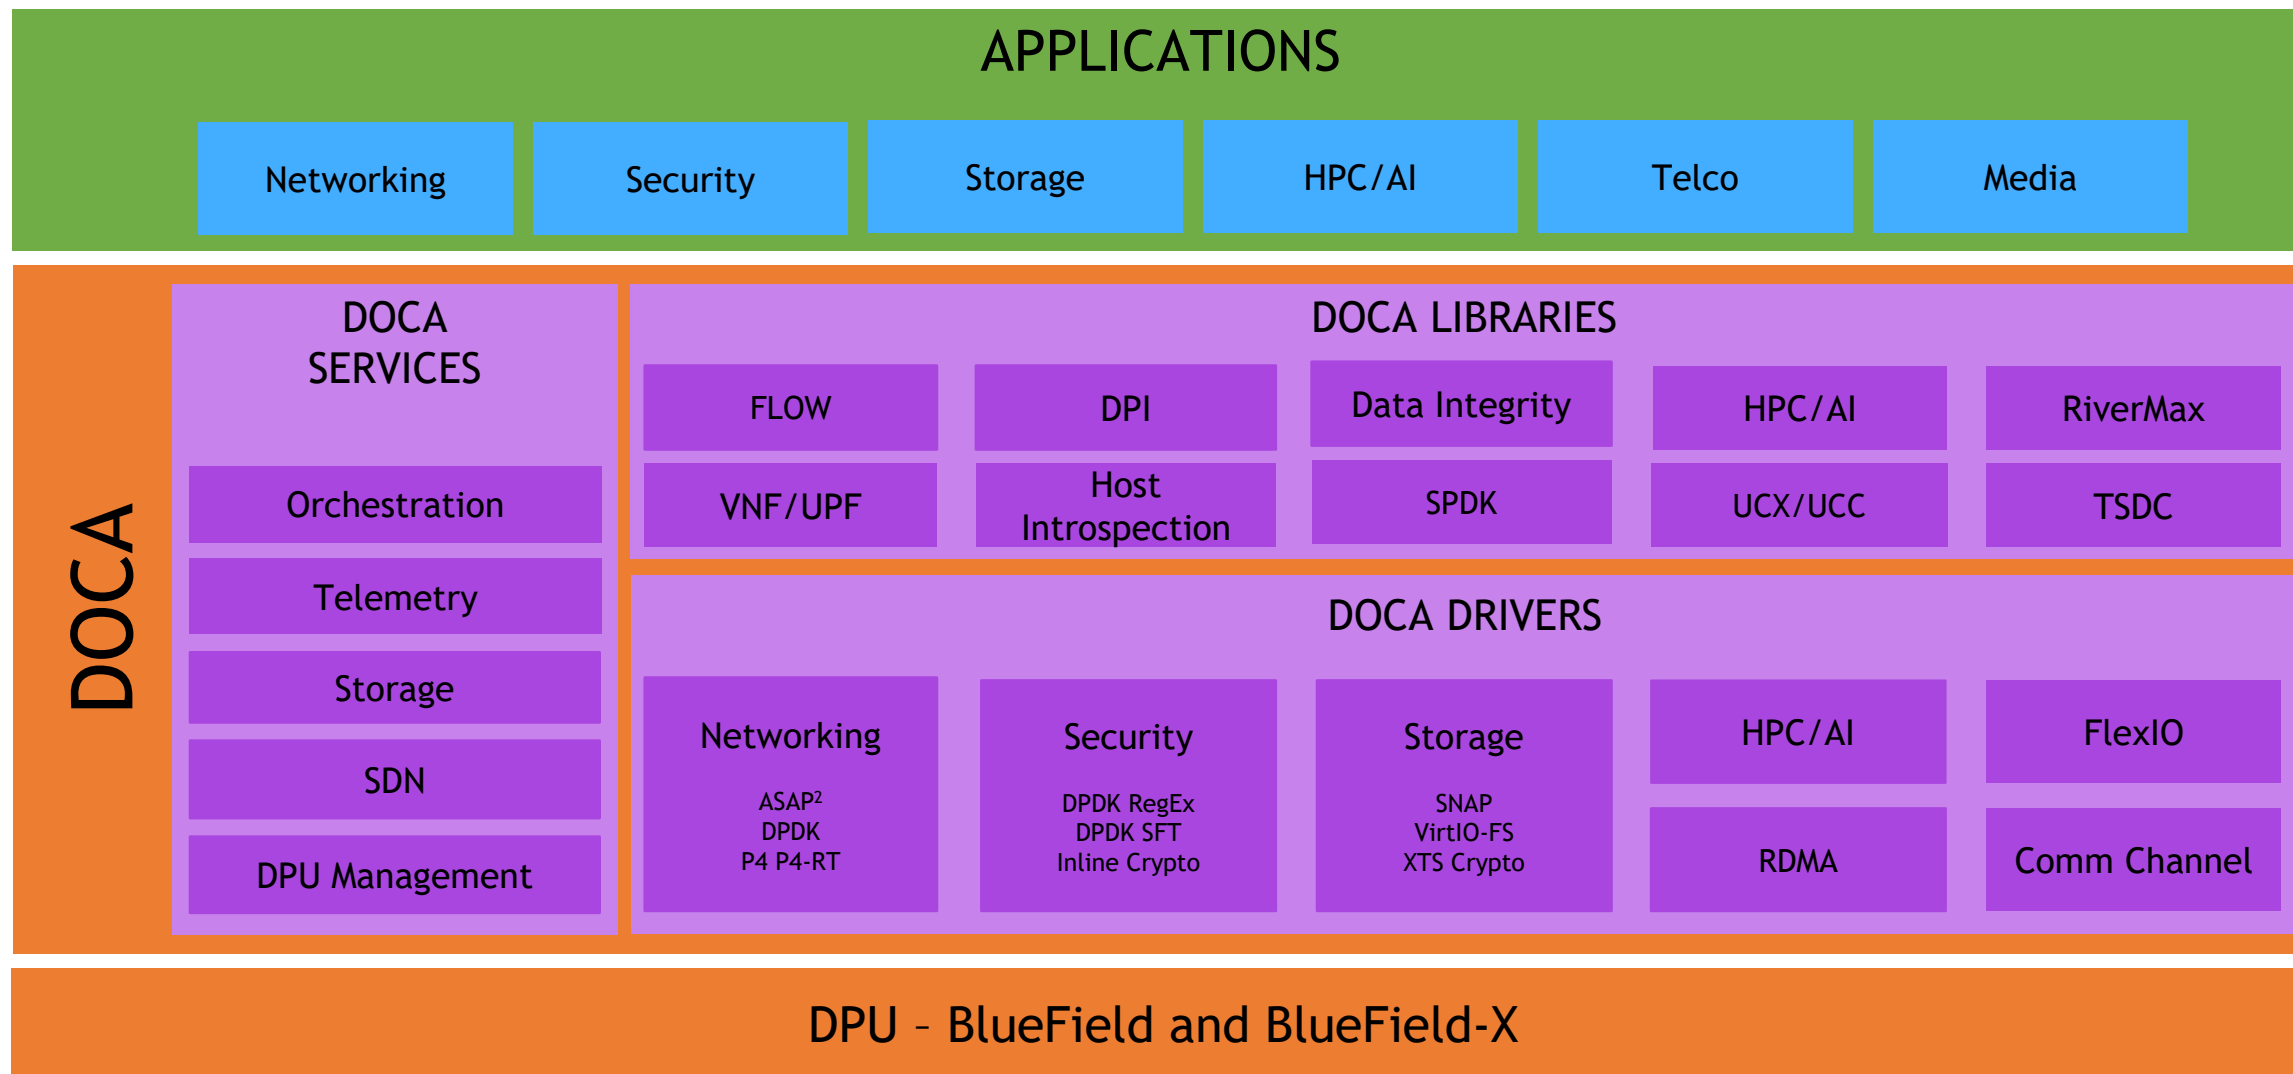 APPLICATIONS
Networking
Security
Storage
HPC/AI
Telco
Media
DOCA
DOCA
SERVICES
Orchestration
Telemetry
Storage
SDN
DPU Management
DOCA LIBRARIES
FLOW
DPI
Data Integrity
HPC/AI
RiverMax
VNF/UPF
Host
Introspection
SPDK
UCX/UCC
TSDC
DOCA DRIVERS
Networking
ASAP²
DPDK
P4 P4-RT
Security
DPDK RegEx
DPDK SFT
Inline Crypto
Storage
SNAP
VirtIO-FS
XTS Crypto
HPC/AI
FlexIO
RDMA
Comm Channel
DPU – BlueField and BlueField-X